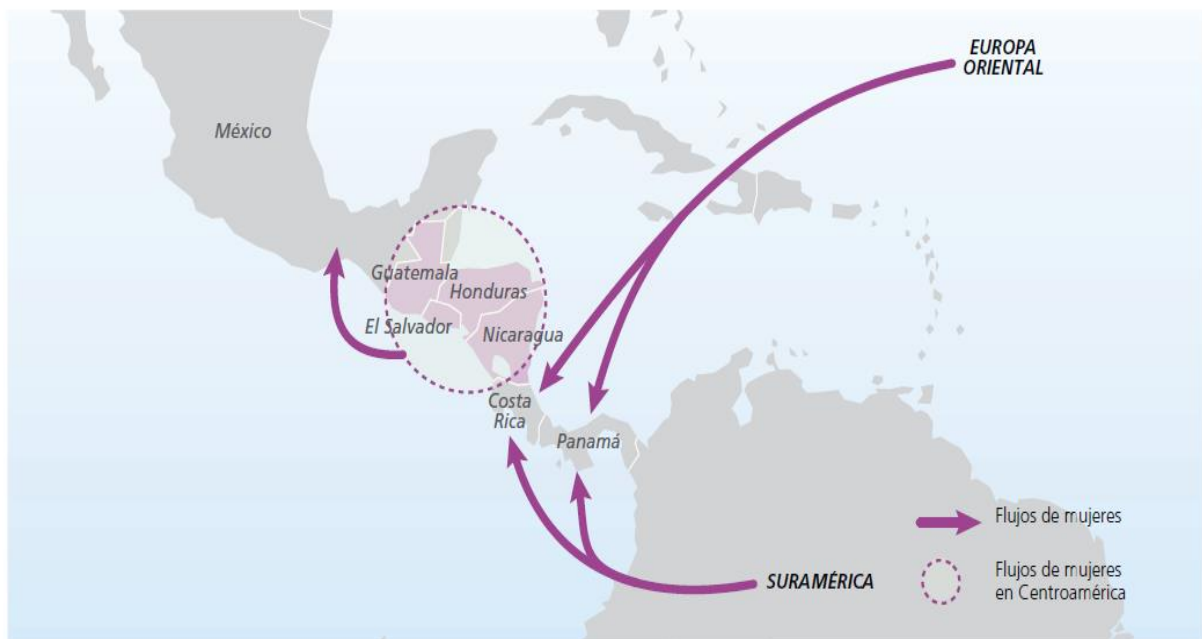 EUROPA
ORIENTAL
México
Guatemala
Honduras
El Salvador
Nicaragua
Costa
Rica
Panamá
Flujos de mujeres
SURAMÉRICA
Flujos de mujeres
en Centroamérica